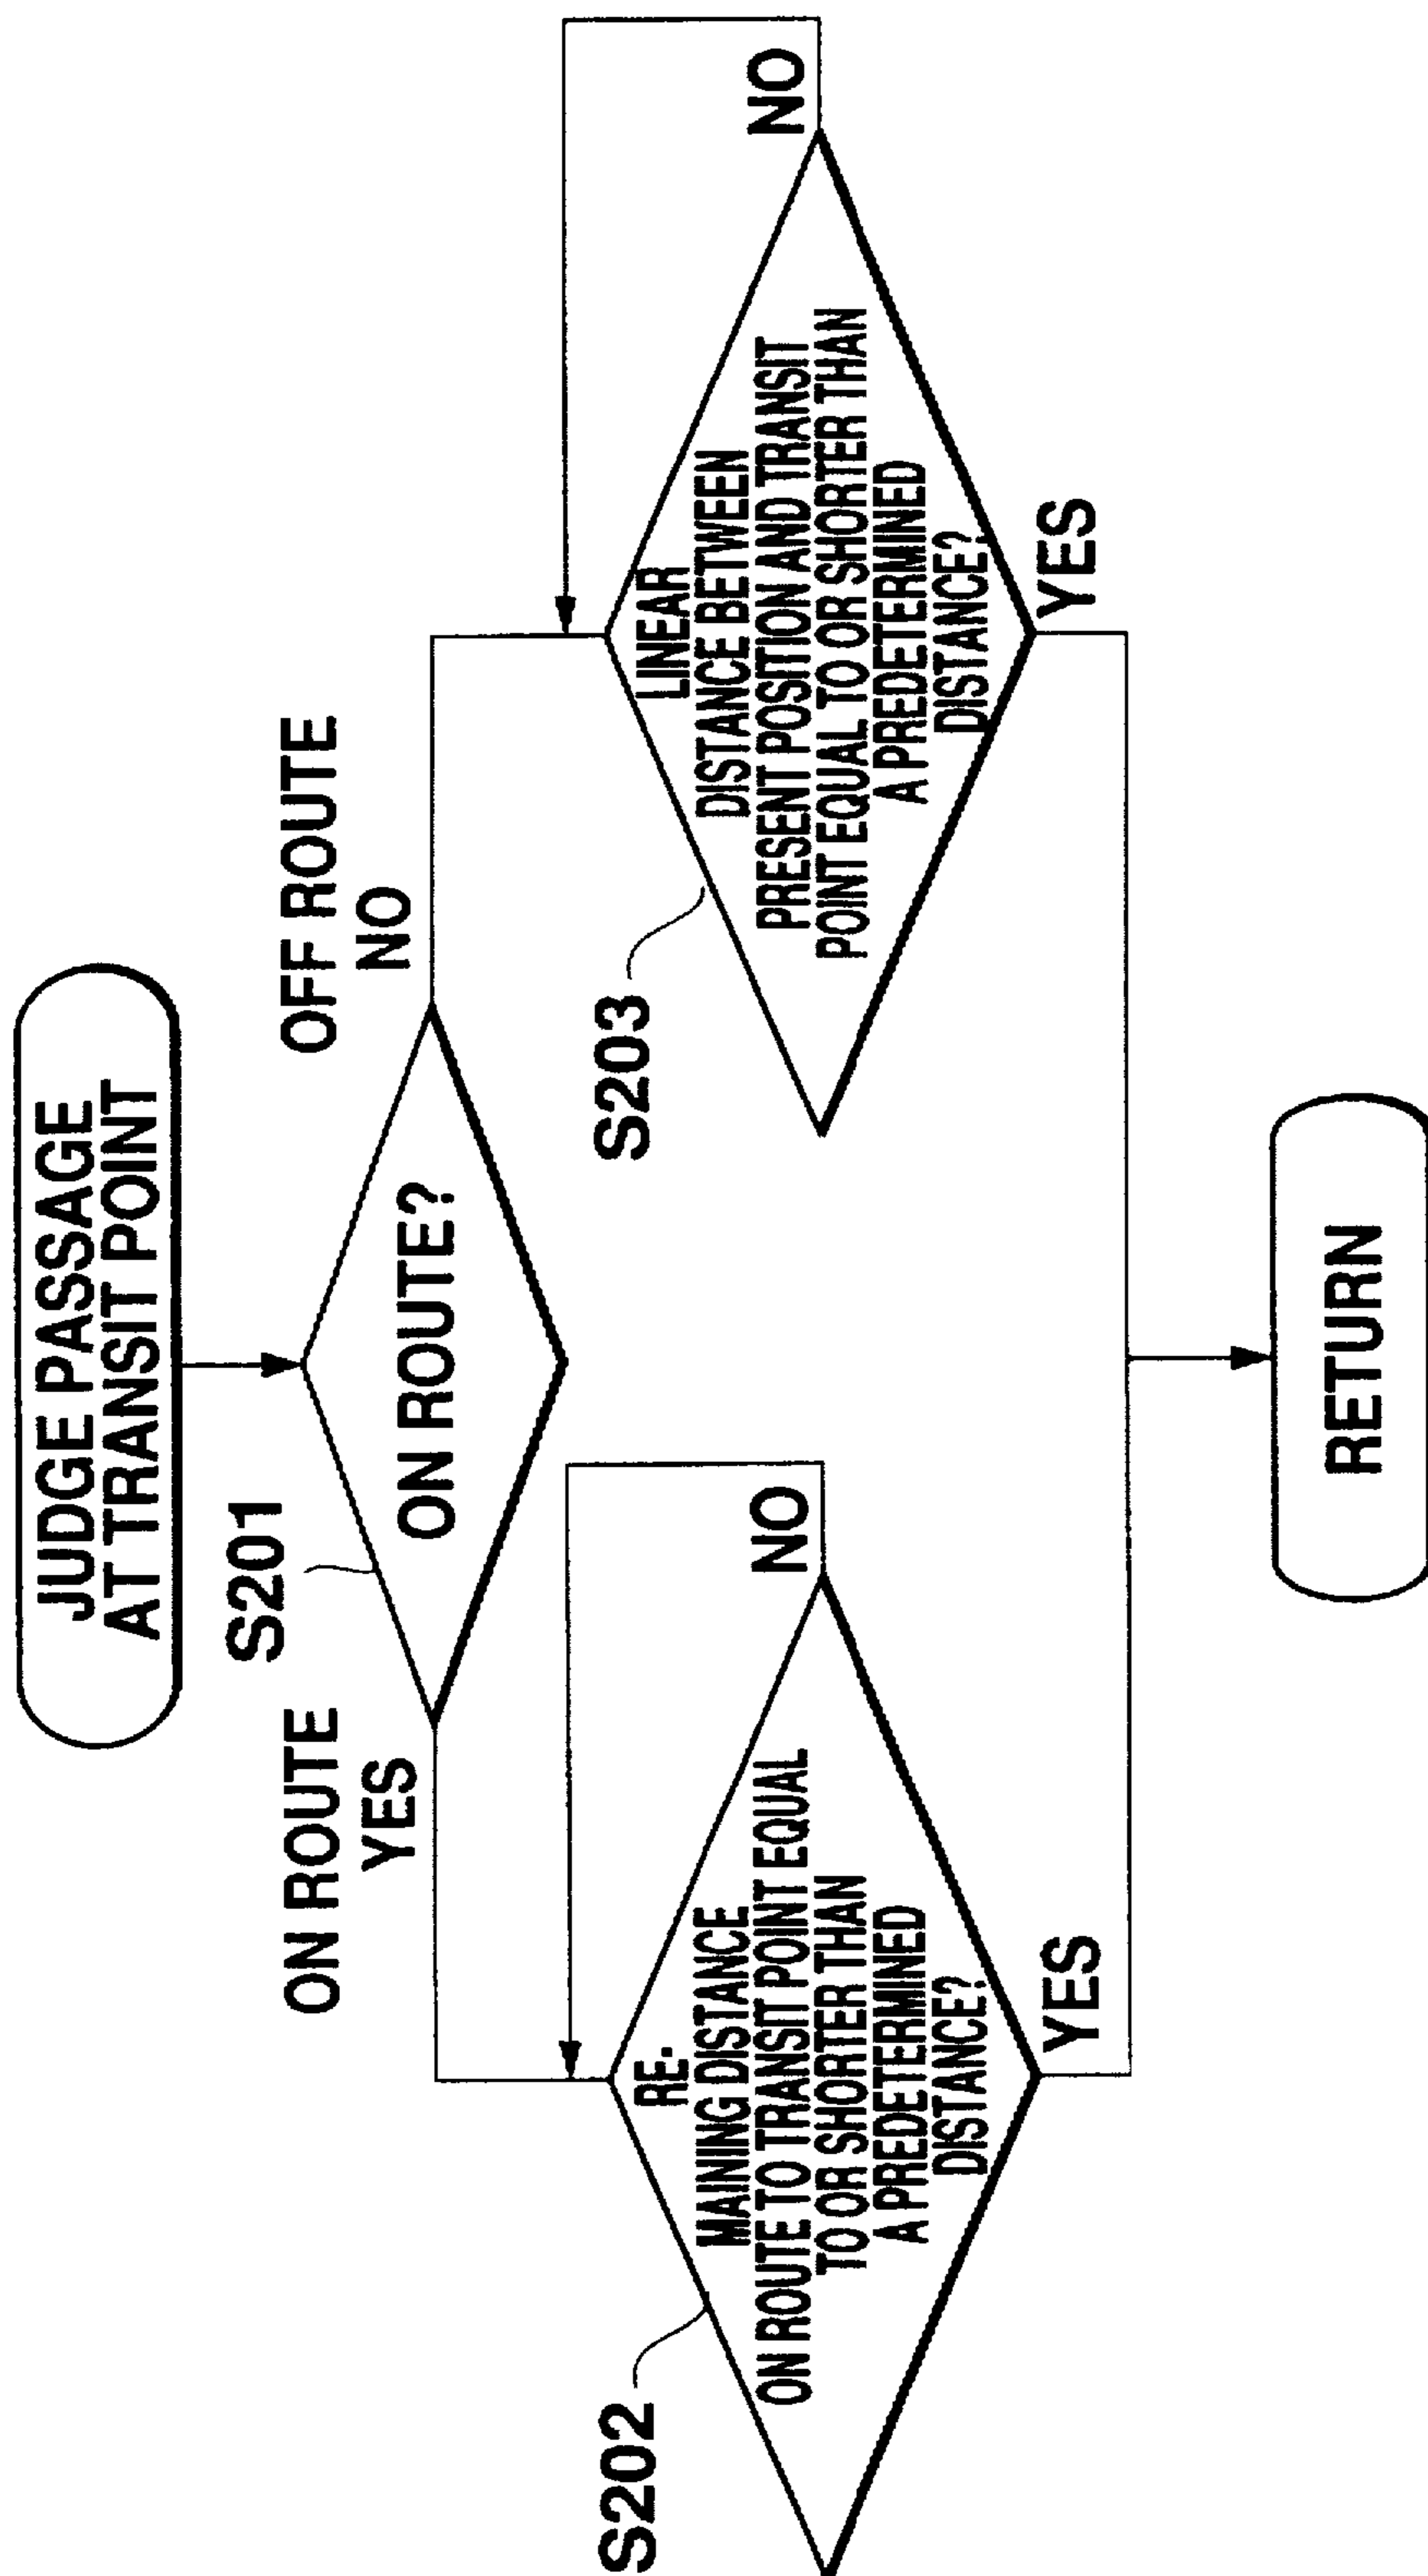 JUDGE PASSAGE
AT TRANSIT POINT
S201
ON ROUTE?
ON ROUTE
YES
OFF ROUTE
NO
S202
RE-
MAINING DISTANCE
ON ROUTE TO TRANSIT POINT EQUAL
TO OR SHORTER THAN
A PREDETERMINED
DISTANCE?
NO
YES
S203
LINEAR
DISTANCE BETWEEN
PRESENT POSITION AND TRANSIT
POINT EQUAL TO OR SHORTER THAN
A PREDETERMINED
DISTANCE?
NO
YES
RETURN